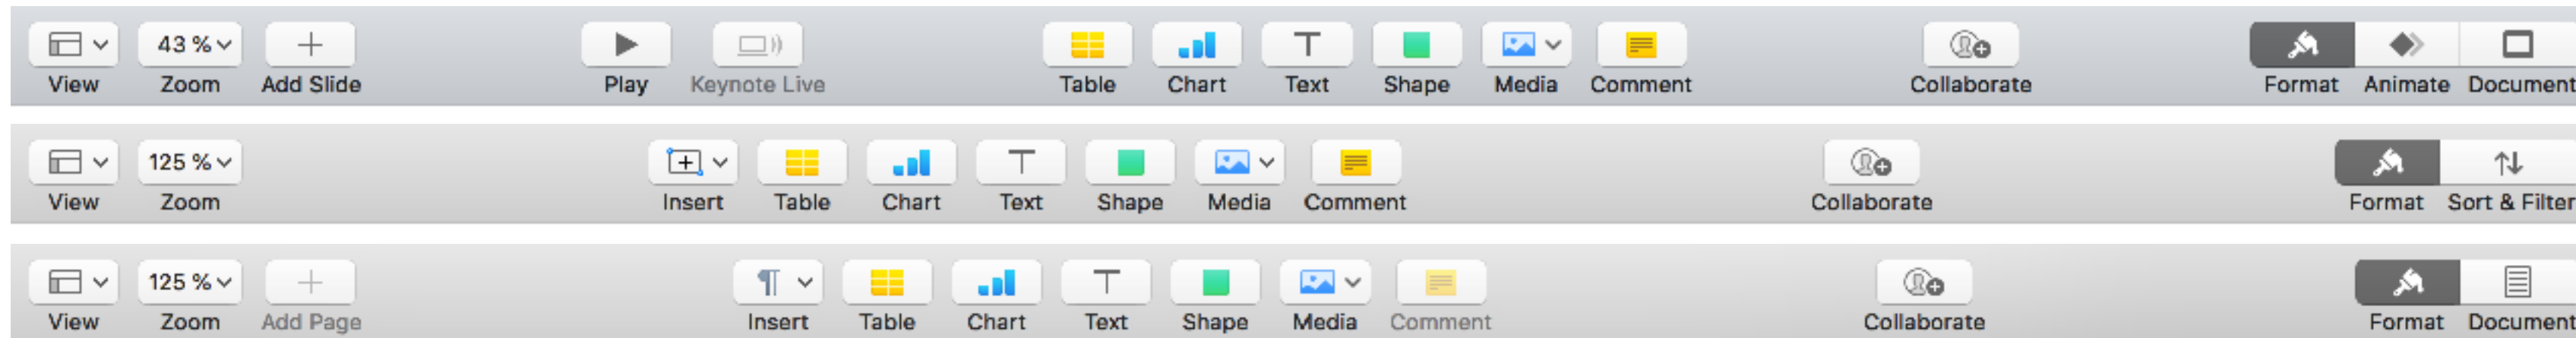 43 %
View Zoom Add Slide Play Keynote Live Table Chart Text Shape Media Comment Collaborate Format Animate Document
125 %
View Zoom Insert Table Chart Text Shape Media Comment Collaborate Format Sort & Filter
125 %
View Zoom Add Page Insert Table Chart Text Shape Media Comment Collaborate Format Document